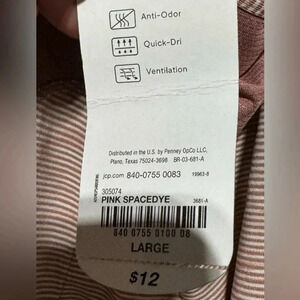 Anti-Odor
Quick-Dri
Ventilation
Distributed in the U.S. by Penney OpCo LLC,
Plano, Texas 75024-3698 BR-03-681-A
jcp.com 840-0755 0083 19963-8
305074
PINK SPACEDYE 3681-A
840 0755 0100 08
LARGE
$12